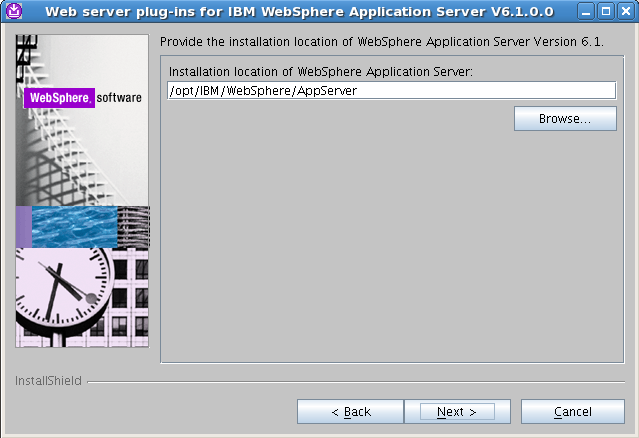 Web server plug-ins for IBM WebSphere Application Server V6.1.0.0
Provide the installation location of WebSphere Application Server Version 6.1.
WebSphere. software
Installation location of WebSphere Application Server:
/opt/IBM/WebSphere/AppServer
Browse...
InstallShield
< Back
Next >
Cancel